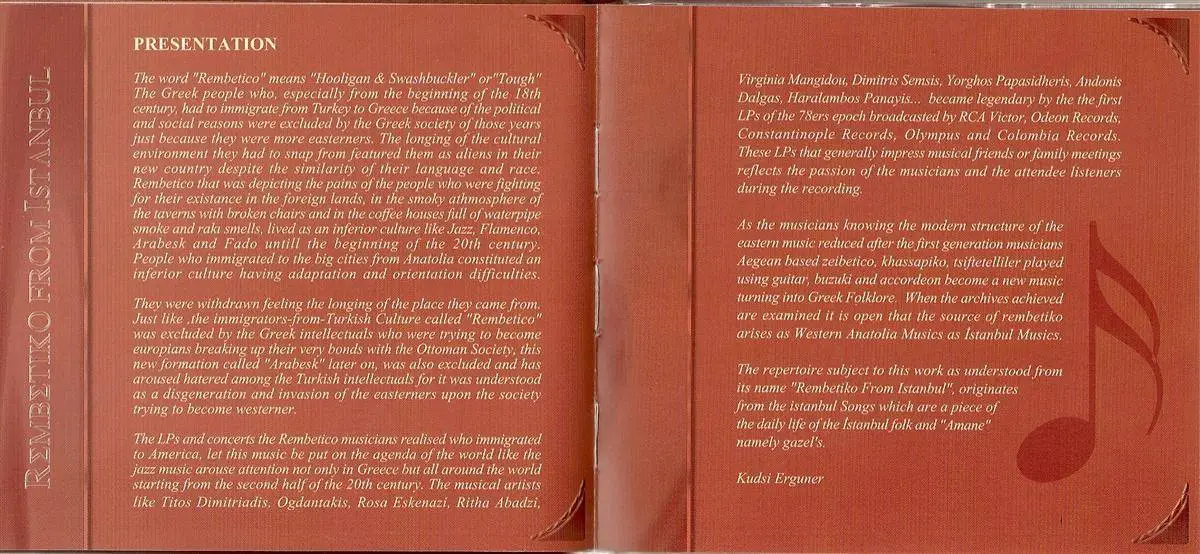 RΣMBΣTIKO FROM ISTANBUL
PRESENTATION
The word "Rembetico" means "Hooligan & Swashbuckler" or"Tough"
The Greek people who, especially from the beginning of the 18th
century, had to immigrate from Turkey to Greece because of the political
and social reasons were excluded by the Greek society of those years
just because they were more easterners. The longing of the cultural
environment they had to snap from featured them as aliens in their
new country despite the similarity of their language and race.
Rembetico that was depicting the pains of the people who were fighting
for their existance in the foreign lands, in the smoky athmosphere of
the taverns with broken chairs and in the coffee houses full of waterpipe
smoke and rakı smells, lived as an inferior culture like Jazz, Flamenco,
Arabesk and Fado untill the beginning of the 20th century.
People who immigrated to the big cities from Anatolia constituted an
inferior culture having adaptation and orientation difficulties.
They were withdrawn feeling the longing of the place they came from.
Just like ,the immigrators-from-Turkish Culture called "Rembetico"
was excluded by the Greek intellectuals who were trying to become
europians breaking up their very bonds with the Ottoman Society, this
new formation called "Arabesk" later on, was also excluded and has
aroused hatered among the Turkish intellectuals for it was understood
as a disgeneration and invasion of the easterners upon the society
trying to become westerner.
The LPs and concerts the Rembetico musicians realised who immigrated
to America, let this music be put on the agenda of the world like the
jazz music arouse attention not only in Greece but all around the world
starting from the second half of the 20th century. The musical artists
like Titos Dimitriadis, Ogdantakis, Rosa Eskenazi, Ritha Abadzi,
Virginia Mangidou, Dimitris Semsis, Yorghos Papasidheris, Andonis
Dalgas, Haralambos Panayis... became legendary by the the first
LPs of the 78ers epoch broadcasted by RCA Victor, Odeon Records,
Constantinople Records, Olympus and Colombia Records.
These LPs that generally impress musical friends or family meetings
reflects the passion of the musicians and the attendee listeners
during the recording.
As the musicians knowing the modern structure of the
eastern music reduced after the first generation musicians
Aegean based zeibetico, khassapiko, tsiftetelliler played
using guitar, buzuki and accordeon become a new music
turning into Greek Folklore. When the archives achieved
are examined it is open that the source of rembetiko
arises as Western Anatolia Musics as İstanbul Musics.
The repertoire subject to this work as understood from
its name "Rembetiko From Istanbul", originates
from the istanbul Songs which are a piece of
the daily life of the İstanbul folk and "Amane"
namely gazel's.
Kudsi Erguner